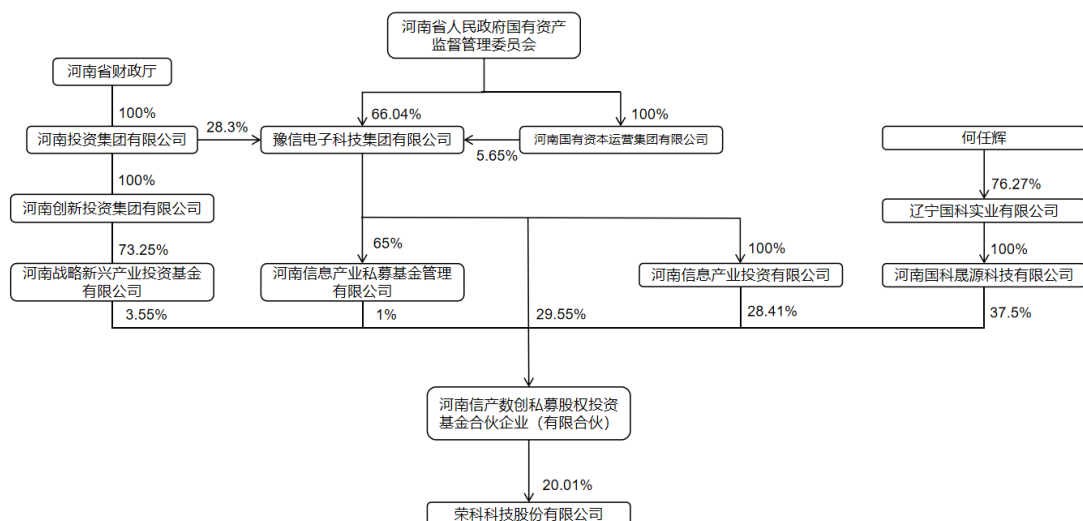 河南省人民政府国有资产
监督管理委员会
河南省财政厅
100%
66.04%
100%
河南投资集团有限公司
28.3%
豫信电子科技集团有限公司
5.65%
河南国有资本运营集团有限公司
何任辉
100%
76.27%
河南创新投资集团有限公司
辽宁国科实业有限公司
73.25%
65%
100%
100%
河南战略新兴产业投资基金
有限公司
河南信息产业私募基金管理
有限公司
河南信息产业投资有限公司
河南国科晟源科技有限公司
3.55%
1%
29.55%
28.41%
37.5%
河南信产数创私募股权投资
基金合伙企业（有限合伙）
20.01%
荣科科技股份有限公司